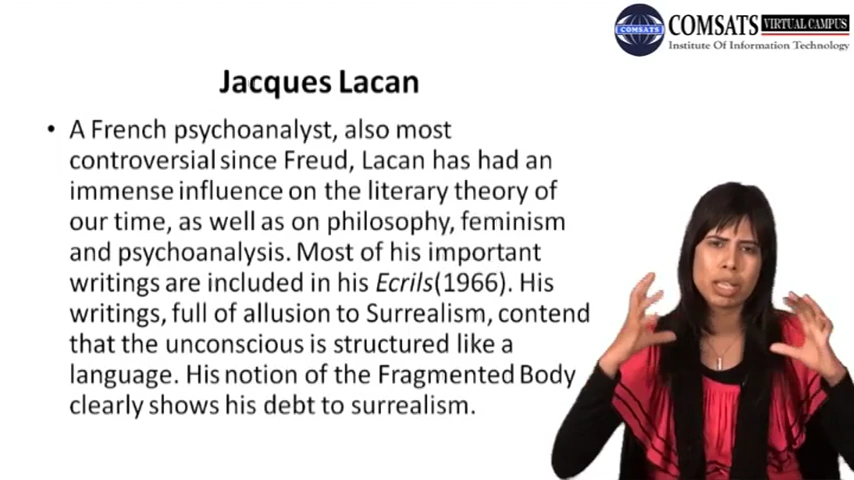 COMSATS VIRTUAL CAMPUS
COMSATS
Institute Of Information Technology
Jacques Lacan
• A French psychoanalyst, also most
controversial since Freud, Lacan has had an
immense influence on the literary theory of
our time, as well as on philosophy, feminism
and psychoanalysis. Most of his important
writings are included in his Ecrils(1966). His
writings, full of allusion to Surrealism, contend
that the unconscious is structured like a
language. His notion of the Fragmented Body
clearly shows his debt to surrealism.